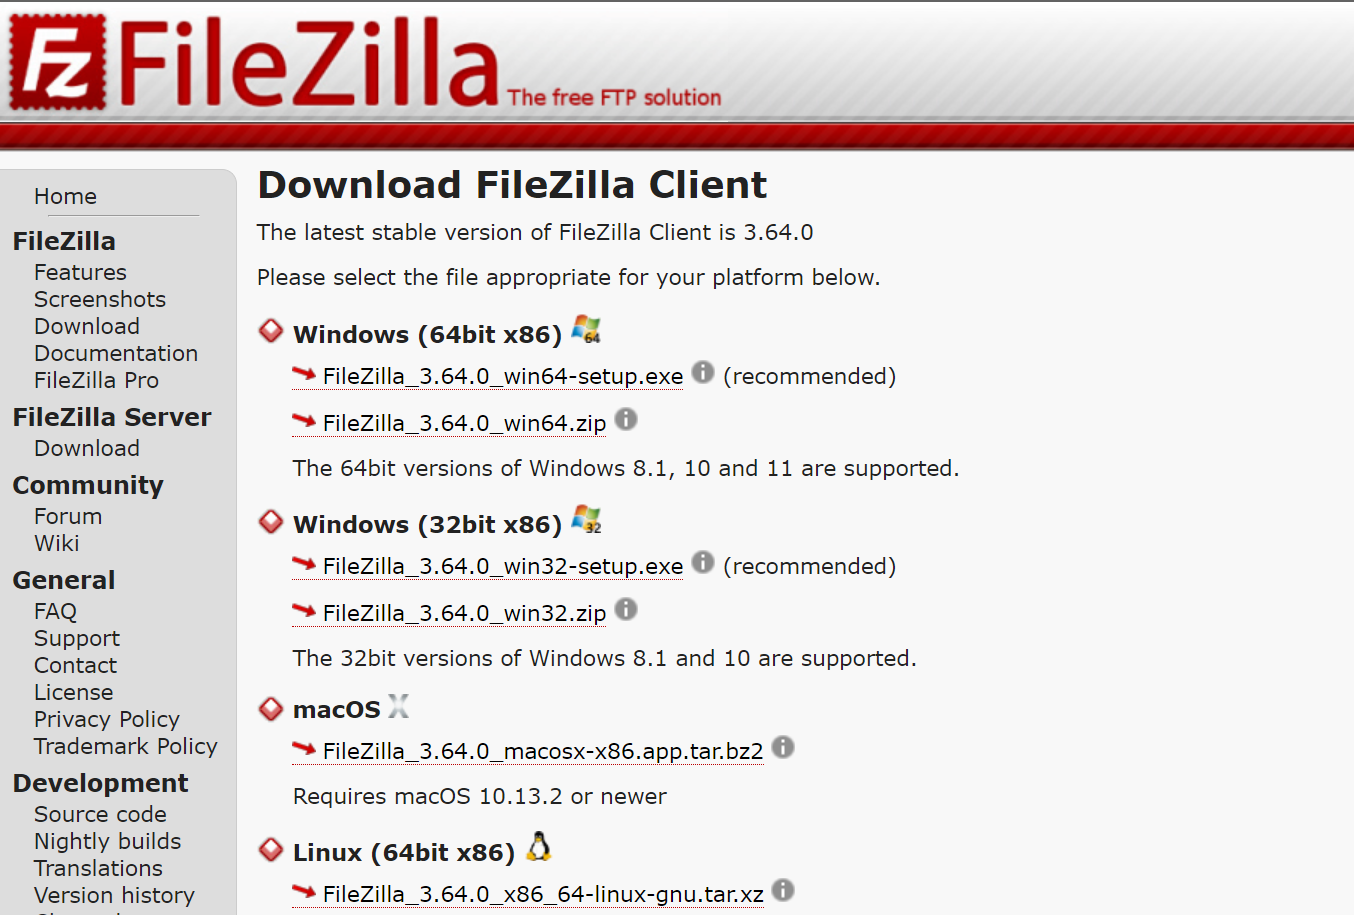 Fz FileZilla The free FTP solution
Home
FileZilla
Features
Screenshots
Download
Documentation
FileZilla Pro
FileZilla Server
Download
Community
Forum
Wiki
General
FAQ
Support
Contact
License
Privacy Policy
Trademark Policy
Development
Source code
Nightly builds
Translations
Version history
Download FileZilla Client
The latest stable version of FileZilla Client is 3.64.0
Please select the file appropriate for your platform below.
Windows (64bit x86) 64
FileZilla_3.64.0_win64-setup.exe i (recommended)
FileZilla_3.64.0_win64.zip i
The 64bit versions of Windows 8.1, 10 and 11 are supported.
Windows (32bit x86) 32
FileZilla_3.64.0_win32-setup.exe i (recommended)
FileZilla_3.64.0_win32.zip i
The 32bit versions of Windows 8.1 and 10 are supported.
macOS X
FileZilla_3.64.0_macosx-x86.app.tar.bz2 i
Requires macOS 10.13.2 or newer
Linux (64bit x86)
FileZilla_3.64.0_x86_64-linux-gnu.tar.xz i